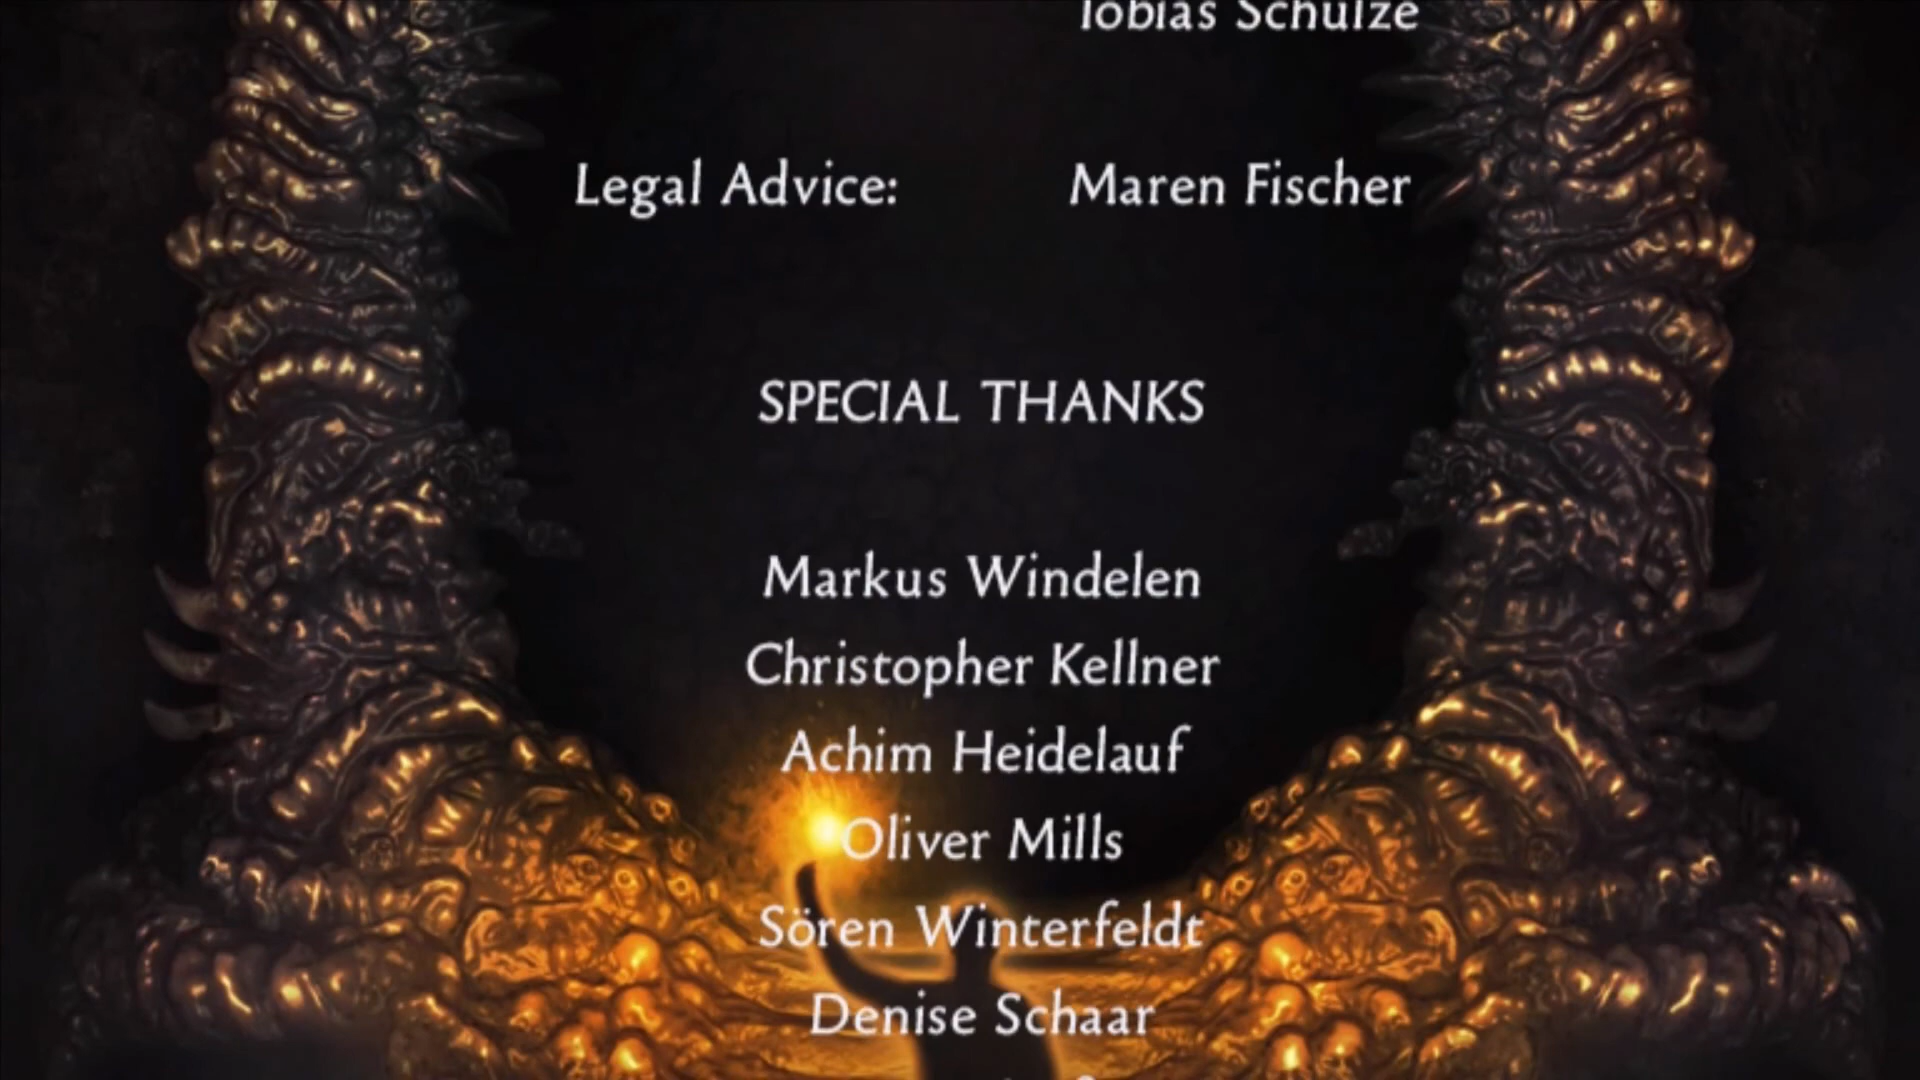 Tobias Schulze
Legal Advice: Maren Fischer
SPECIAL THANKS
Markus Windelen
Christopher Kellner
Achim Heidelauf
Oliver Mills
Sören Winterfeldt
Denise Schaar